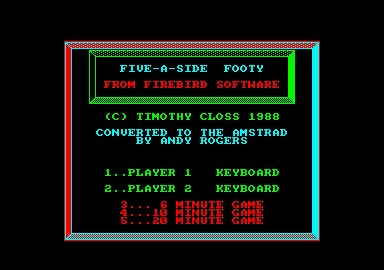 FIVE-A-SIDE FOOTY
FROM FIREBIRD SOFTWARE
(C) TIMOTHY CLOSS 1988
CONVERTED TO THE AMSTRAD
BY ANDY ROGERS
1..PLAYER 1 KEYBOARD
2..PLAYER 2 KEYBOARD
3... 6 MINUTE GAME
4...10 MINUTE GAME
5...20 MINUTE GAME